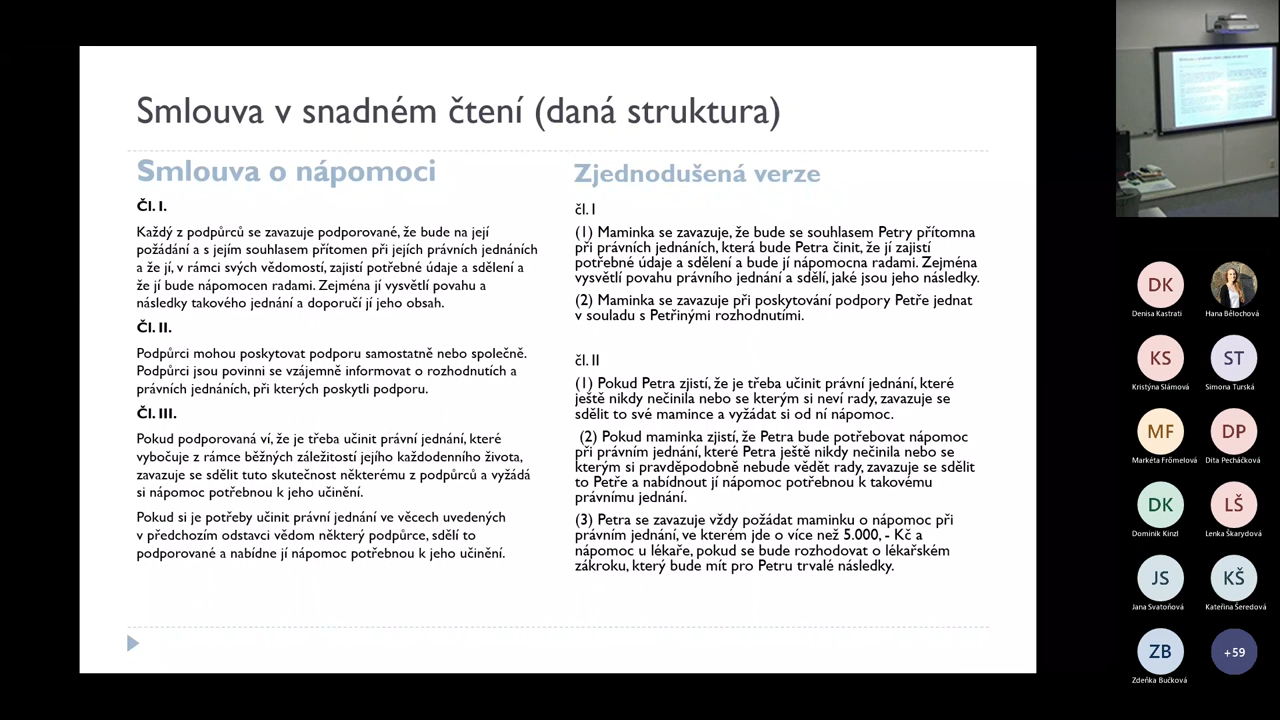 Smlouva v snadném čtení (daná struktura)
Smlouva o nápomoci
Čl. I.
Každý z podpůrců se zavazuje podporované, že bude na její
požádání a s jejím souhlasem přítomen při jejích právních jednáních
a že jí, v rámci svých vědomostí, zajistí potřebné údaje a sdělení a
že jí bude nápomocen radami. Zejména jí vysvětlí povahu a
následky takového jednání a doporučí jí jeho obsah.
Čl. II.
Podpůrci mohou poskytovat podporu samostatně nebo společně.
Podpůrci jsou povinni se vzájemně informovat o rozhodnutích a
právních jednáních, při kterých poskytli podporu.
Čl. III.
Pokud podporovaná ví, že je třeba učinit právní jednání, které
vybočuje z rámce běžných záležitostí jejího každodenního života,
zavazuje se sdělit tuto skutečnost některému z podpůrců a vyžádá
si nápomoc potřebnou k jeho učinění.
Pokud si je potřeby učinit právní jednání ve věcech uvedených
v předchozím odstavci vědom některý podpůrce, sdělí to
podporované a nabídne jí nápomoc potřebnou k jeho učinění.
Zjednodušená verze
čl. I
(1) Maminka se zavazuje, že bude se souhlasem Petry přítomna
při právních jednáních, která bude Petra činit, že jí zajistí
potřebné údaje a sdělení a bude jí nápomocna radami. Zejména
vysvětlí povahu právního jednání a sdělí, jaké jsou jeho následky.
(2) Maminka se zavazuje při poskytování podpory Petře jednat
v souladu s Petřinými rozhodnutími.
čl. II
(1) Pokud Petra zjistí, že je třeba učinit právní jednání, které
ještě nikdy nečinila nebo se kterým si neví rady, zavazuje se
sdělit to své mamince a vyžádat si od ní nápomoc.
(2) Pokud maminka zjistí, že Petra bude potřebovat nápomoc
při právním jednání, které Petra ještě nikdy nečinila nebo se
kterým si pravděpodobně nebude vědět rady, zavazuje se sdělit
to Petře a nabídnout jí nápomoc potřebnou k takovému
právnímu jednání.
(3) Petra se zavazuje vždy požádat maminku o nápomoc při
právním jednání, ve kterém jde o více než 5.000, - Kč a
nápomoc u lékaře, pokud se bude rozhodovat o lékařském
zákroku, který bude mít pro Petru trvalé následky.
DK
Denisa Kastrati
Hana Bělochová
KS
Kristýna Slámová
ST
Simona Turská
MF
Markéta Frömelová
DP
Dita Pecháčková
DK
Dominik Kinzl
LŠ
Lenka Škarydová
JS
Jana Svatoňová
KŠ
Kateřina Šeredová
ZB
Zdeňka Bučková
+59